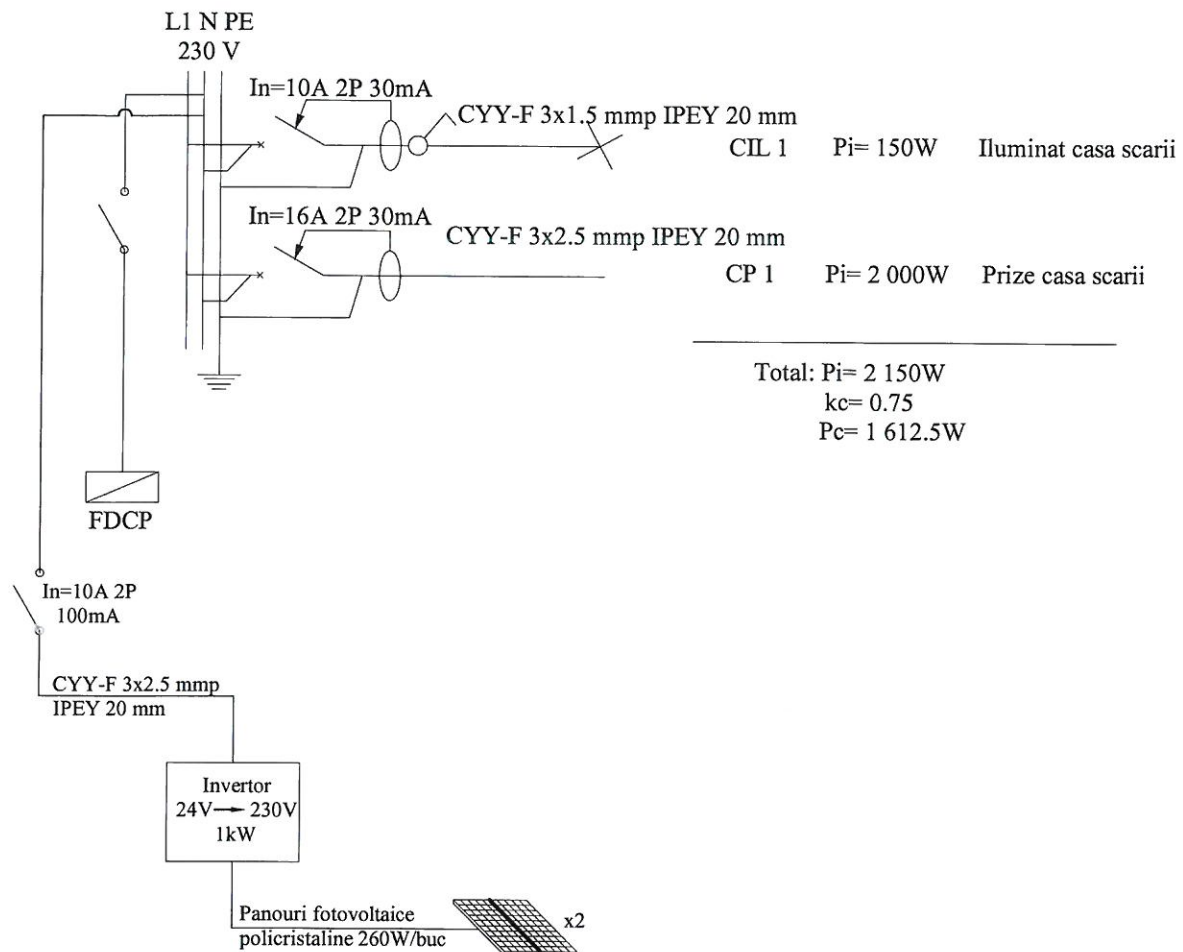 L1 N PE
230 V
In=10A 2P 30mA
CYY-F 3x1.5 mmp IPEY 20 mm
CIL 1 Pi= 150W Iluminat casa scarii
In=16A 2P 30mA
CYY-F 3x2.5 mmp IPEY 20 mm
CP 1 Pi= 2 000W Prize casa scarii
Total: Pi= 2 150W
kc= 0.75
Pc= 1 612.5W
FDCP
In=10A 2P
100mA
CYY-F 3x2.5 mmp
IPEY 20 mm
Invertor
24V → 230V
1kW
Panouri fotovoltaice
policristaline 260W/buc
x2